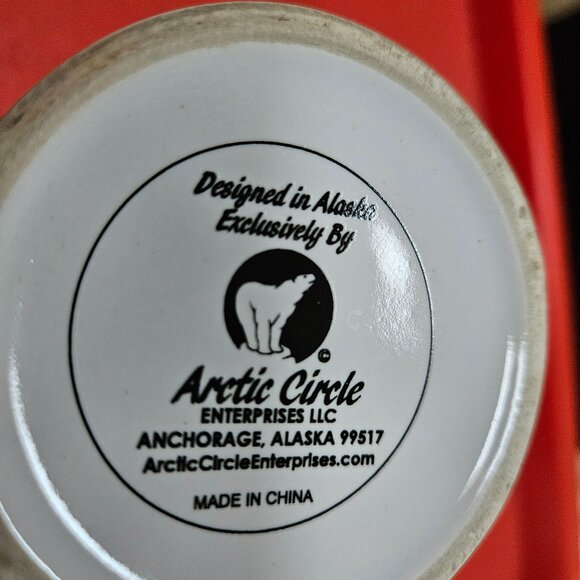 Designed in Alaska
Exclusively By
©
Arctic Circle
ENTERPRISES LLC
ANCHORAGE, ALASKA 99517
ArcticCircleEnterprises.com
MADE IN CHINA